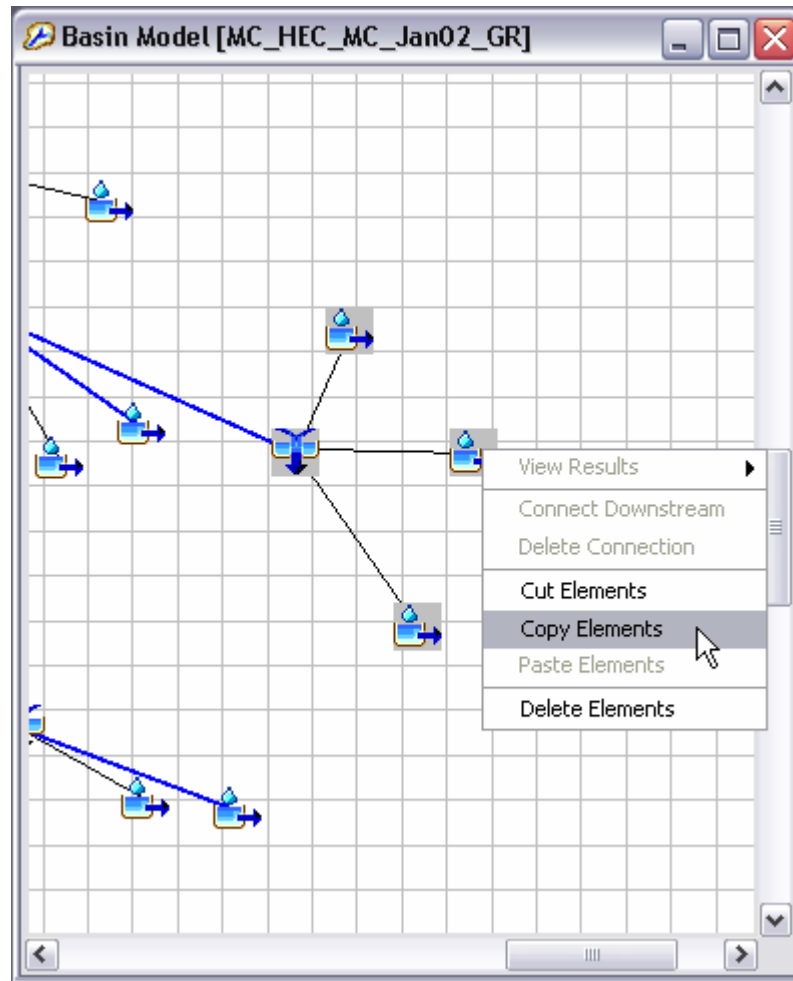 Basin Model [MC_HEC_MC_Jan02_GR]
View Results
Connect Downstream
Delete Connection
Cut Elements
Copy Elements
Paste Elements
Delete Elements